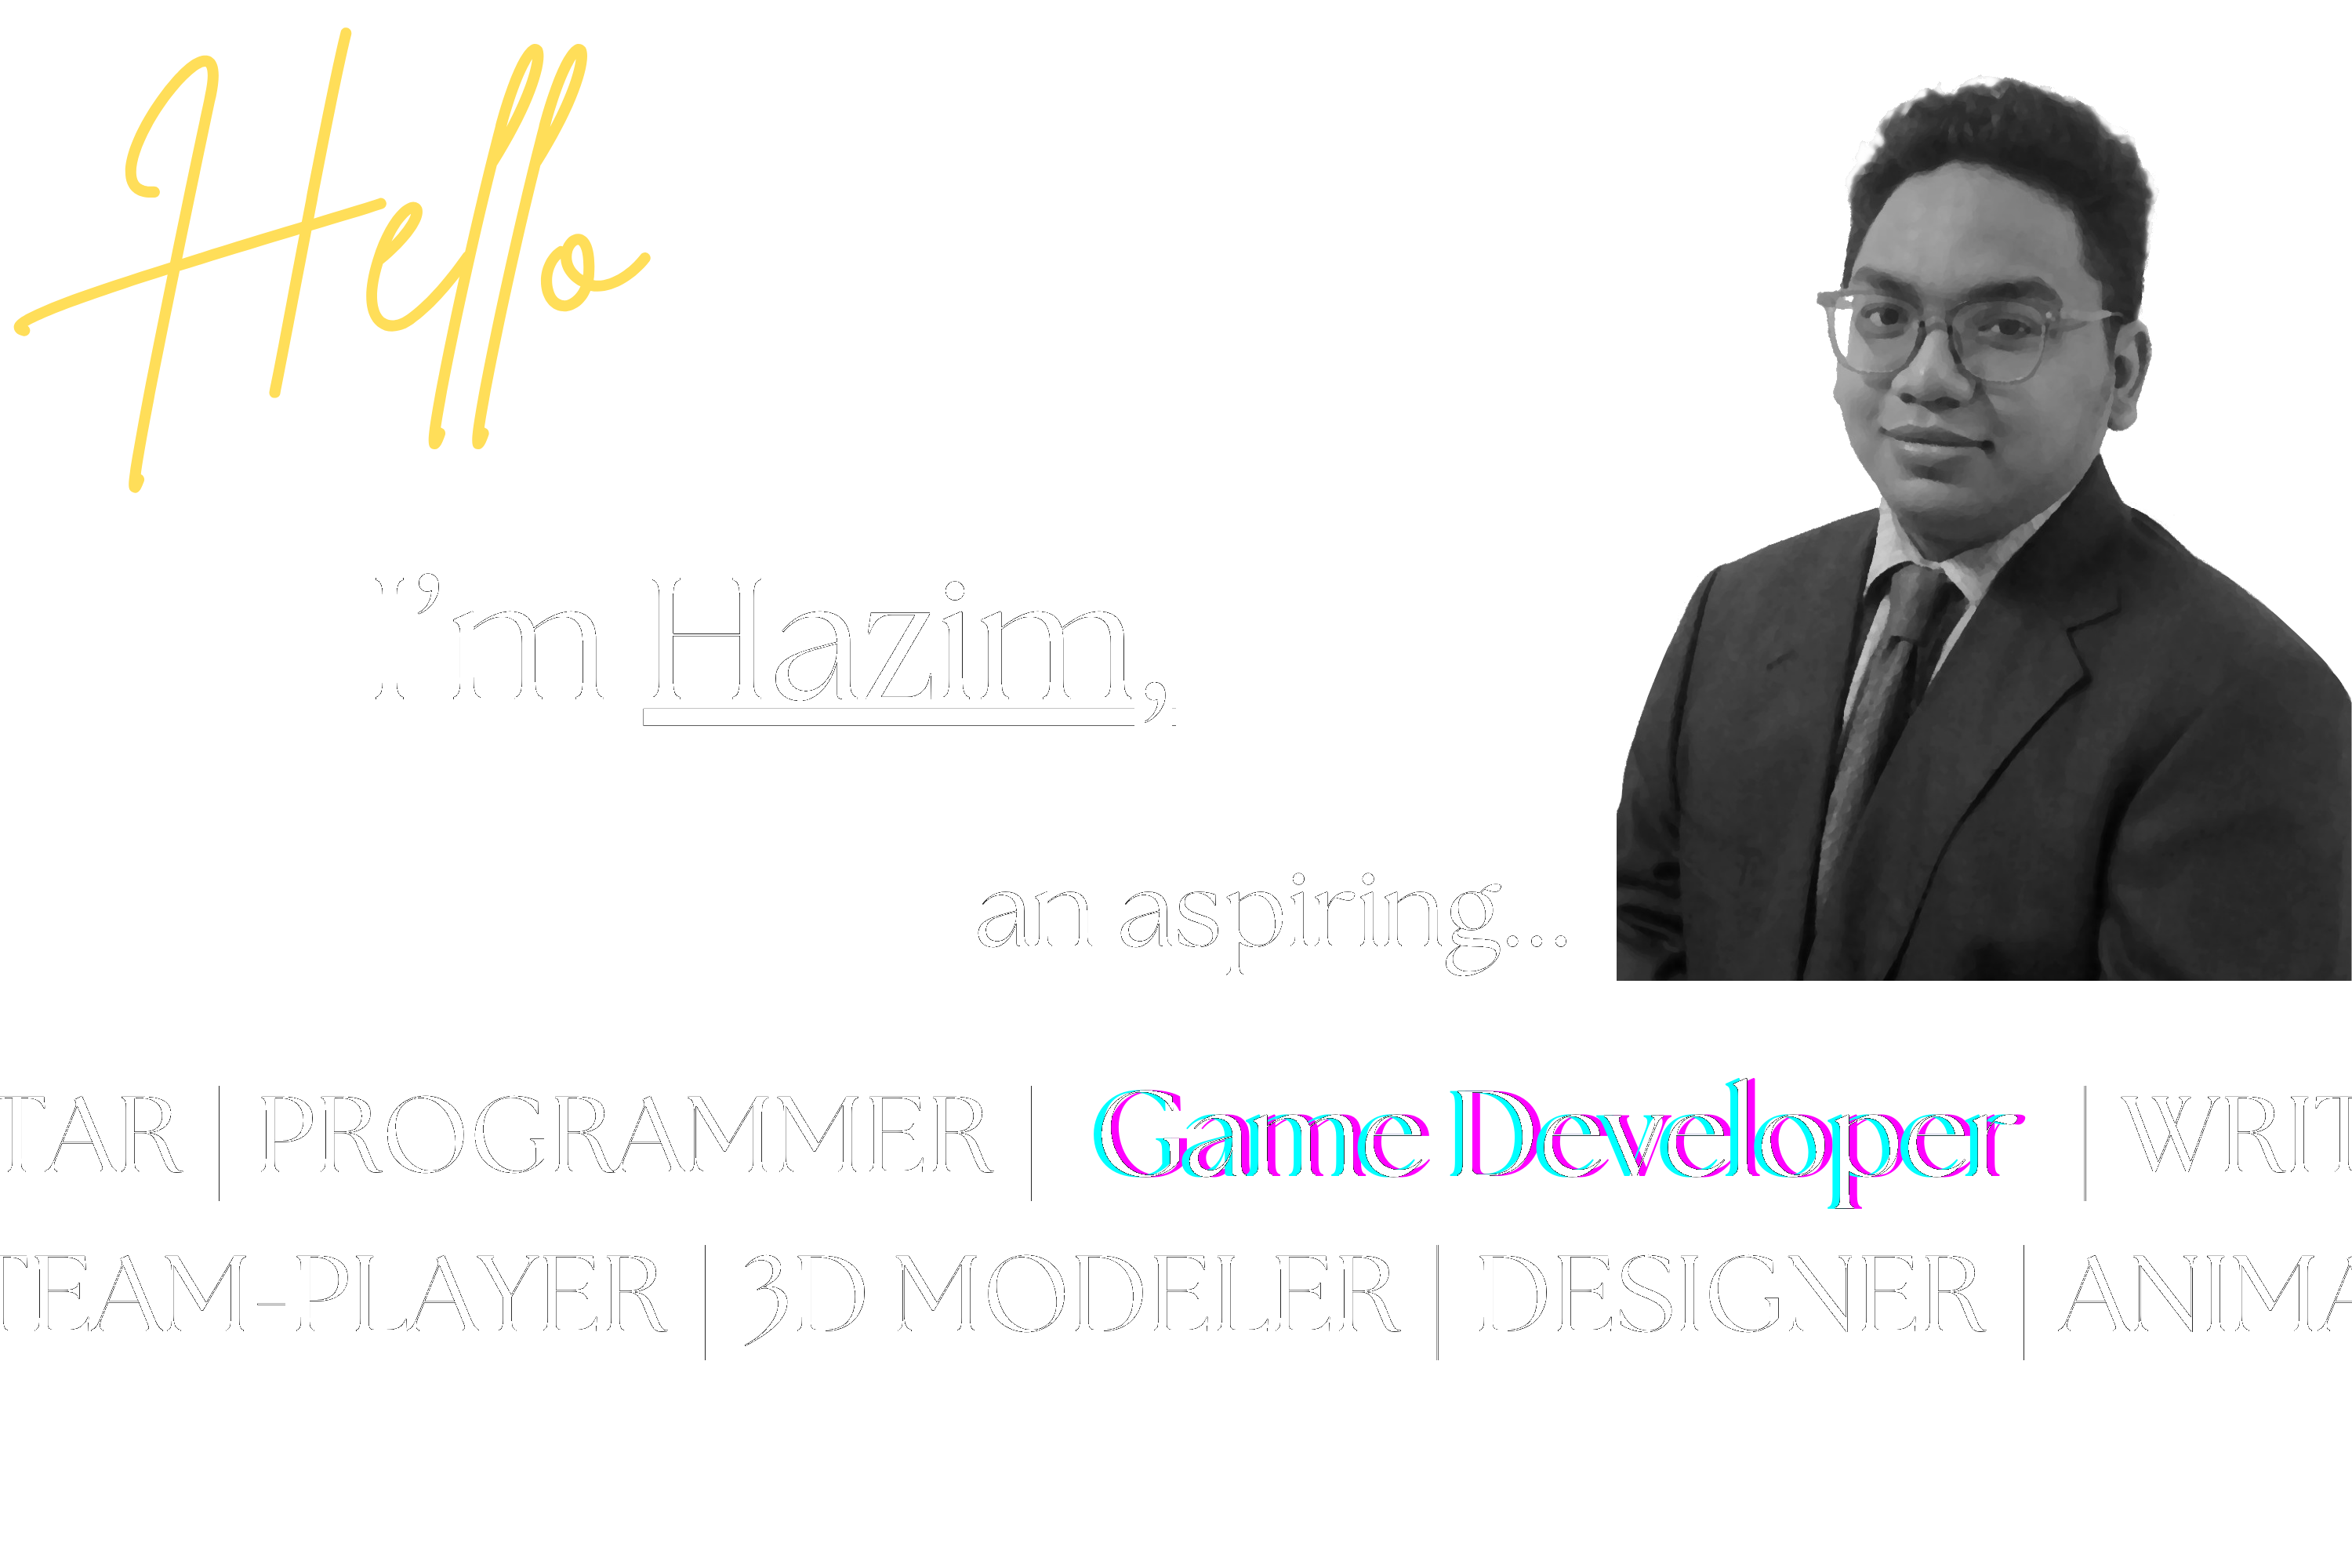 Hello
I'm Hazim,
an aspiring...
TAR | PROGRAMMER | Game Developer | WRIT
TEAM-PLAYER | 3D MODELER | DESIGNER | ANIMA